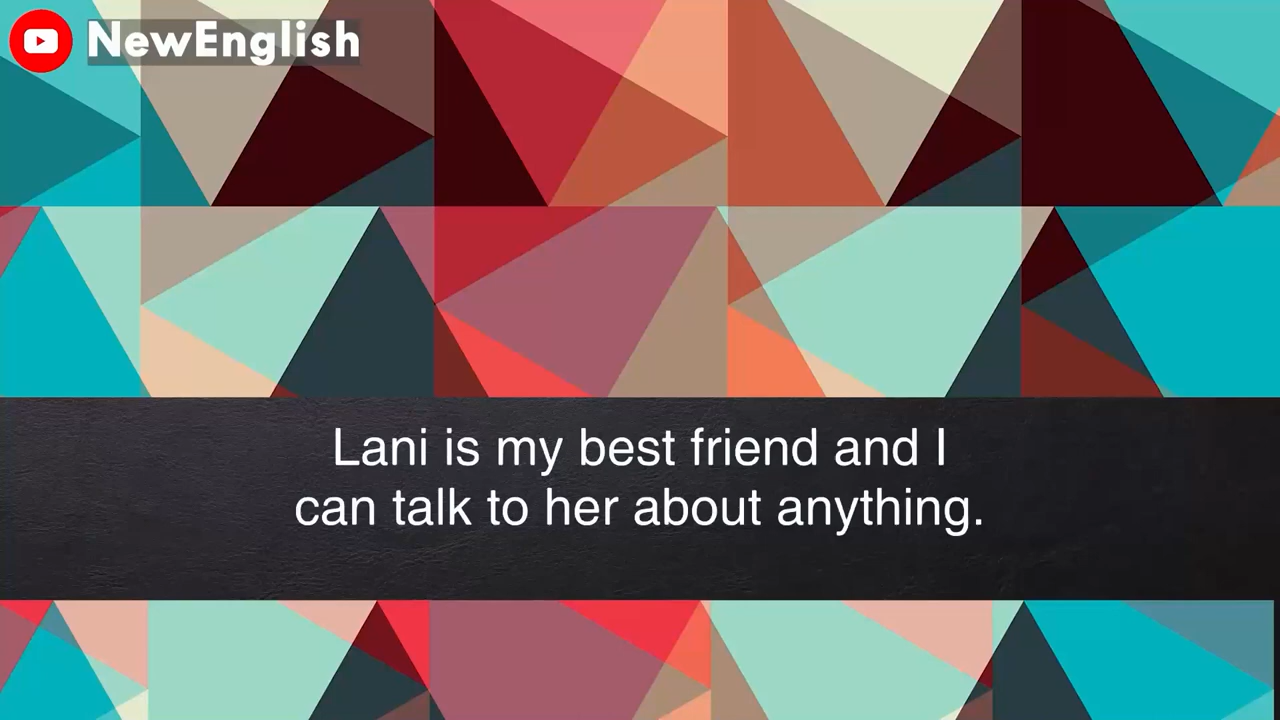 NewEnglish
Lani is my best friend and I
can talk to her about anything.